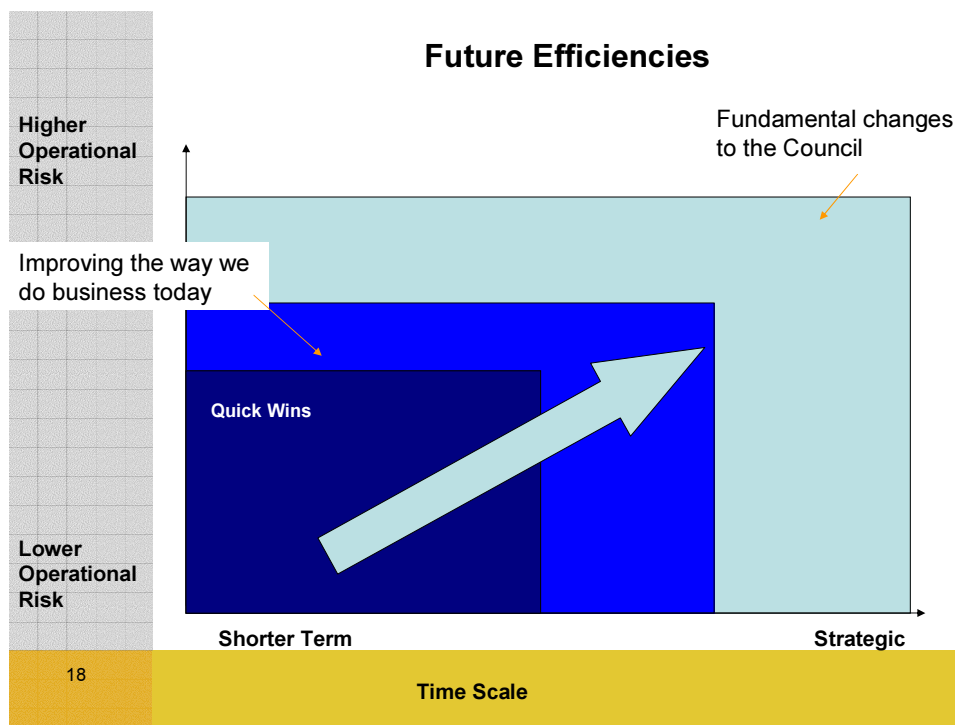 Future Efficiencies
Higher
Operational
Risk
Fundamental changes
to the Council
Improving the way we
do business today
Quick Wins
Lower
Operational
Risk
Shorter Term
Strategic
18
Time Scale